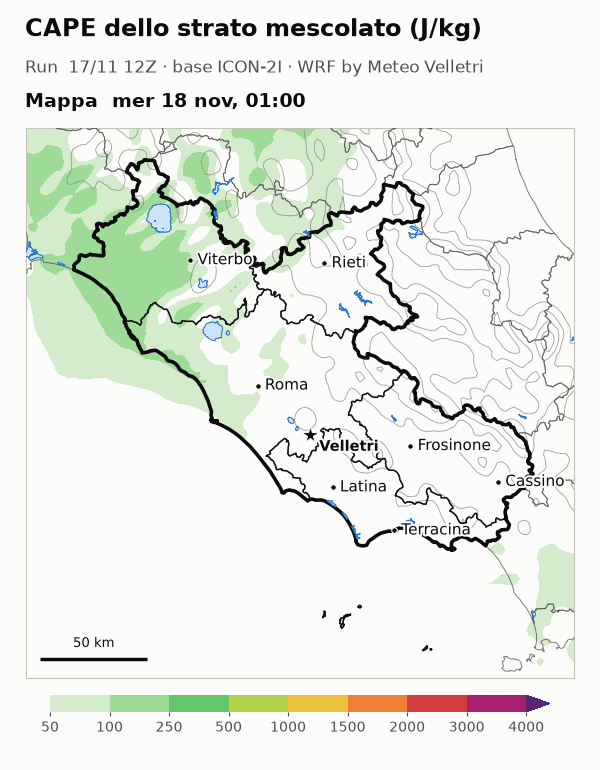 CAPE dello strato mescolato (J/kg)
Run  17/11 12Z · base ICON-2I · WRF by Meteo Velletri
Mappa  mer 18 nov, 01:00
Viterbo
Rieti
Roma
Velletri
Frosinone
Cassino
Latina
Terracina
50 km
50 100 250 500 1000 1500 2000 3000 4000